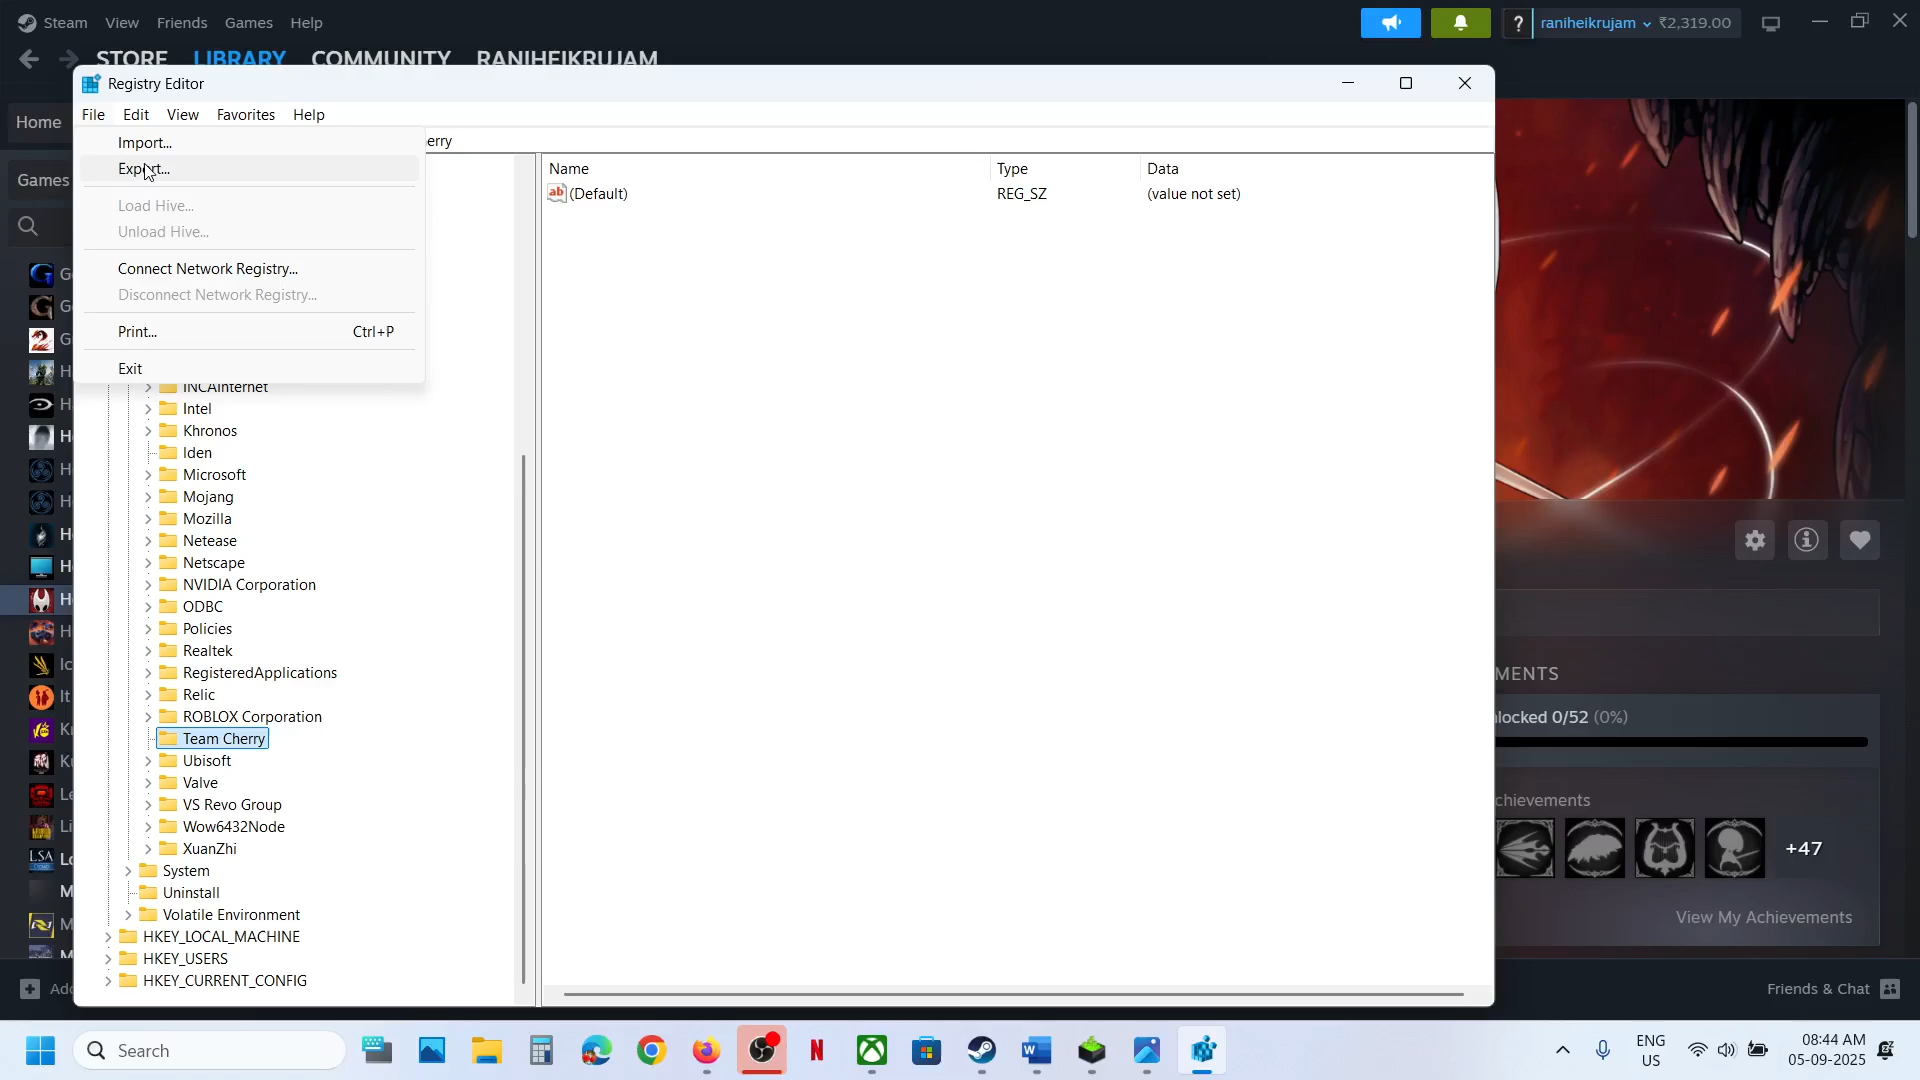 Steam View Friends Games Help
? raniheikrujam ₹2,319.00
STORE LIBRARY COMMUNITY RANIHEIKRUJAM
Registry Editor
File Edit View Favorites Help
Home
Import...
erry
Export...
Games
Name Type Data
ab (Default) REG_SZ (value not set)
Load Hive...
Unload Hive...
Connect Network Registry...
Disconnect Network Registry...
Print... Ctrl+P
Exit
INCAInternet
Intel
Khronos
Iden
Microsoft
Mojang
Mozilla
Netease
Netscape
NVIDIA Corporation
ODBC
Policies
Realtek
RegisteredApplications
Relic
ROBLOX Corporation
Team Cherry
Ubisoft
Valve
VS Revo Group
Wow6432Node
XuanZhi
System
Uninstall
Volatile Environment
HKEY_LOCAL_MACHINE
HKEY_USERS
HKEY_CURRENT_CONFIG
MENTS
nlocked 0/52 (0%)
chievements
+47
View My Achievements
Friends & Chat
Search
ENG
US
08:44 AM
05-09-2025